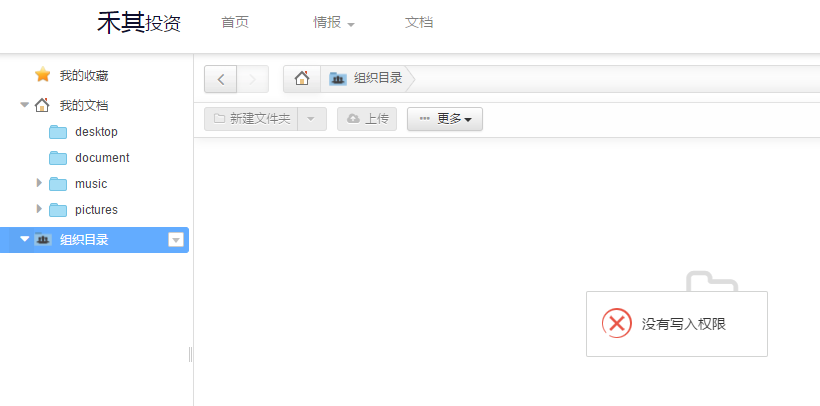 禾其投资 首页 情报 文档
我的收藏
我的文档
desktop
document
music
pictures
组织目录
组织目录
新建文件夹 上传 更多
没有写入权限